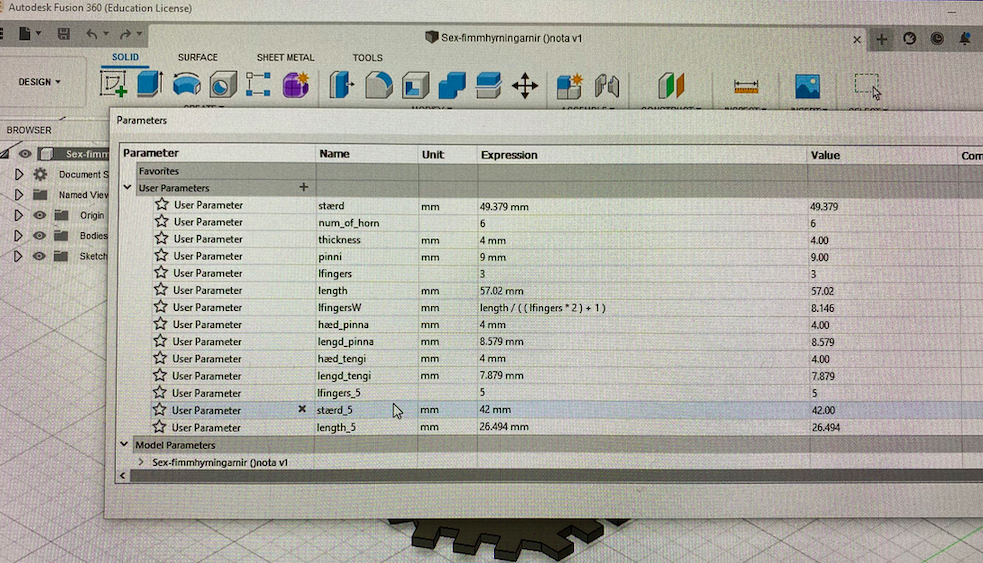 Autodesk Fusion 360 (Education License)
Sex-fimmhyrningarnir ()nota v1
SOLID SURFACE SHEET METAL TOOLS
DESIGN
BROWSER
Parameters
Sex-fimm
Document S
Named View
Origin
Bodies
Sketch
Parameter Name Unit Expression Value Com
Favorites
User Parameters
User Parameter stærd mm 49.379 mm 49.379
User Parameter num_of_horn 6 6
User Parameter thickness mm 4 mm 4.00
User Parameter pinni mm 9 mm 9.00
User Parameter lfingers 3 3
User Parameter length mm 57.02 mm 57.02
User Parameter lfingersW mm length / ( ( lfingers * 2 ) + 1 ) 8.146
User Parameter hæd_pinna mm 4 mm 4.00
User Parameter lengd_pinna mm 8.579 mm 8.579
User Parameter hæd_tengi mm 4 mm 4.00
User Parameter lengd_tengi mm 7.879 mm 7.879
User Parameter lfingers_5 5 5
User Parameter stærd_5 mm 42 mm 42.00
User Parameter length_5 mm 26.494 mm 26.494
Model Parameters
Sex-fimmhyrningarnir ()nota v1